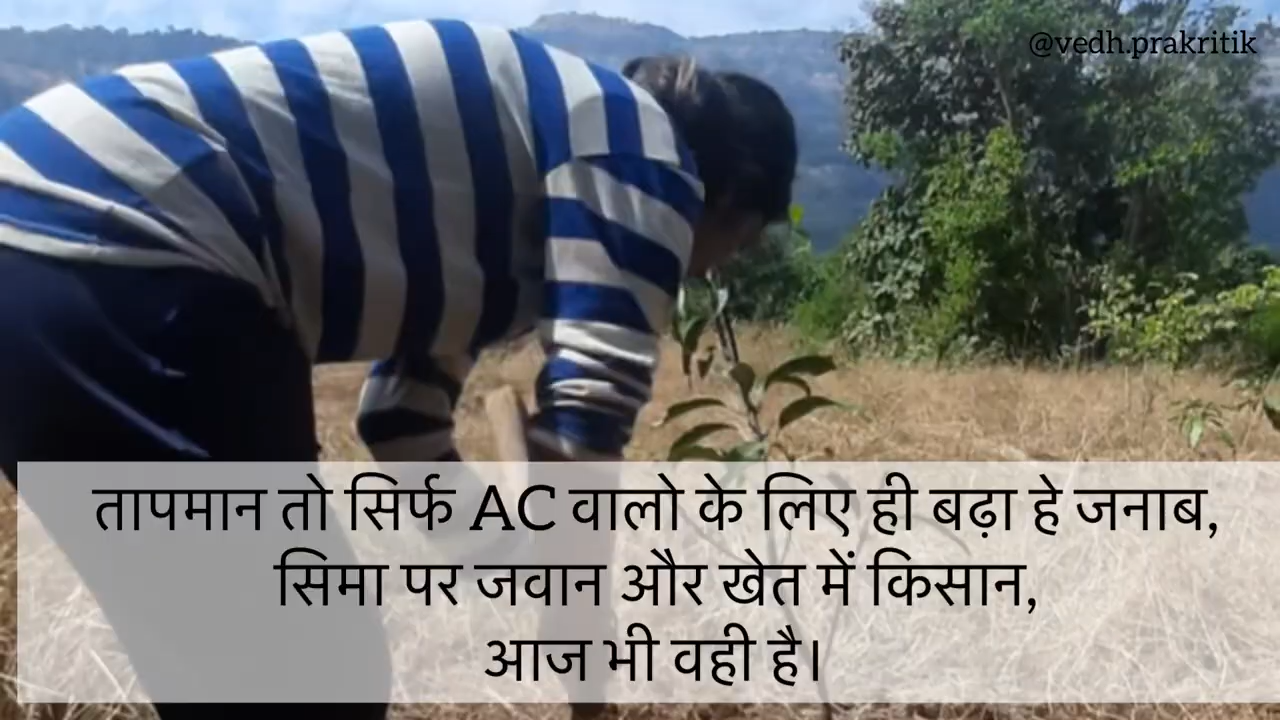 @vedh.prakritik
तापमान तो सिर्फ AC वालो के लिए ही बढ़ा हे जनाब,
सिमा पर जवान और खेत में किसान,
आज भी वही है।